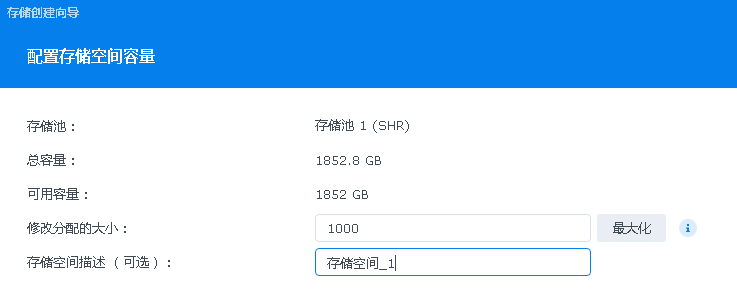 存储创建向导
配置存储空间容量
存储池： 存储池 1 (SHR)
总容量： 1852.8 GB
可用容量： 1852 GB
修改分配的大小： 1000 最大化 i
存储空间描述 （可选）： 存储空间_1